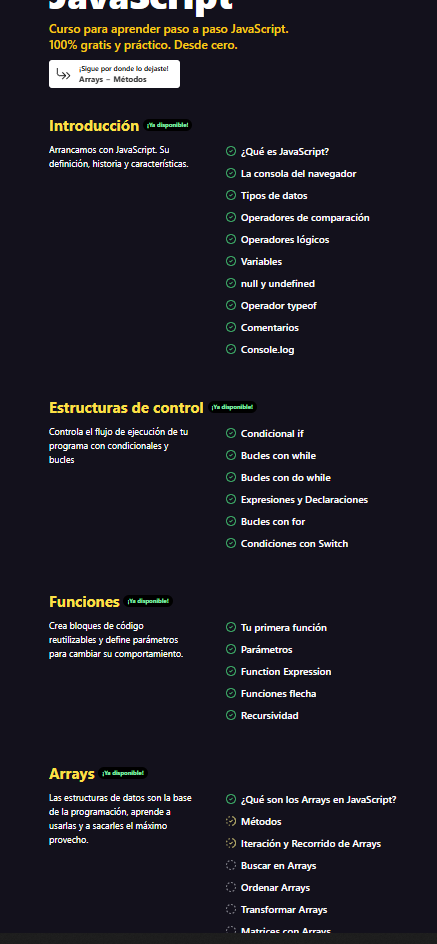 JavaScript
Curso para aprender paso a paso JavaScript.
100% gratis y práctico. Desde cero.
¡Sigue por donde lo dejaste!
Arrays - Métodos
Introducción ¡Ya disponible!
Arrancamos con JavaScript. Su
definición, historia y características.
¿Qué es JavaScript?
La consola del navegador
Tipos de datos
Operadores de comparación
Operadores lógicos
Variables
null y undefined
Operador typeof
Comentarios
Console.log
Estructuras de control ¡Ya disponible!
Controla el flujo de ejecución de tu
programa con condicionales y
bucles
Condicional if
Bucles con while
Bucles con do while
Expresiones y Declaraciones
Bucles con for
Condiciones con Switch
Funciones ¡Ya disponible!
Crea bloques de código
reutilizables y define parámetros
para cambiar su comportamiento.
Tu primera función
Parámetros
Function Expression
Funciones flecha
Recursividad
Arrays ¡Ya disponible!
Las estructuras de datos son la base
de la programación, aprende a
usarlas y a sacarles el máximo
provecho.
¿Qué son los Arrays en JavaScript?
Métodos
Iteración y Recorrido de Arrays
Buscar en Arrays
Ordenar Arrays
Transformar Arrays
Matrices con Arrays